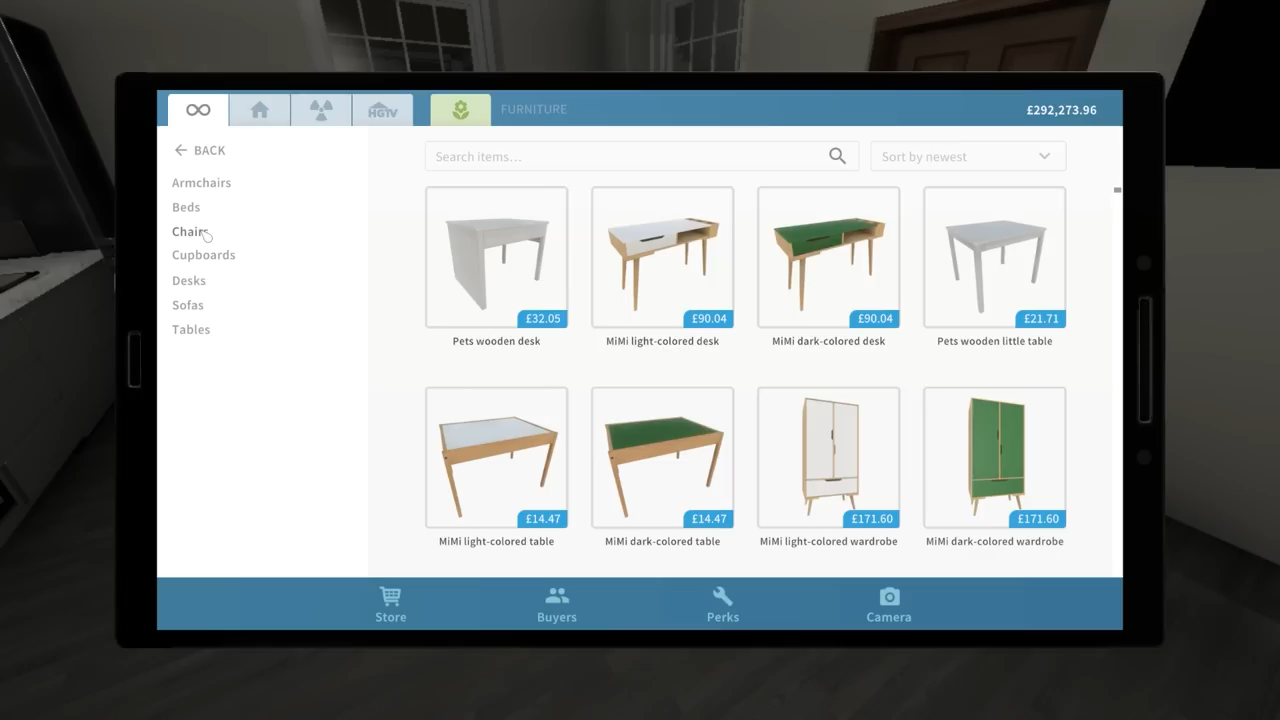 HGTV
FURNITURE
£292,273.96
BACK
Search items...
Sort by newest
Armchairs
Beds
Chairs
Cupboards
Desks
Sofas
Tables
£32.05
£90.04
£90.04
£21.71
Pets wooden desk
MiMi light-colored desk
MiMi dark-colored desk
Pets wooden little table
£14.47
£14.47
£171.60
£171.60
MiMi light-colored table
MiMi dark-colored table
MiMi light-colored wardrobe
MiMi dark-colored wardrobe
Store
Buyers
Perks
Camera